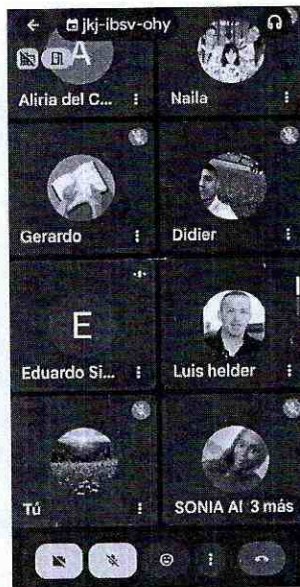 jkj-ibsv-ohy
A
Aliria del C...
Naila
Gerardo
Didier
E
Eduardo Si...
Luis helder
Tú
SONIA Al 3 más